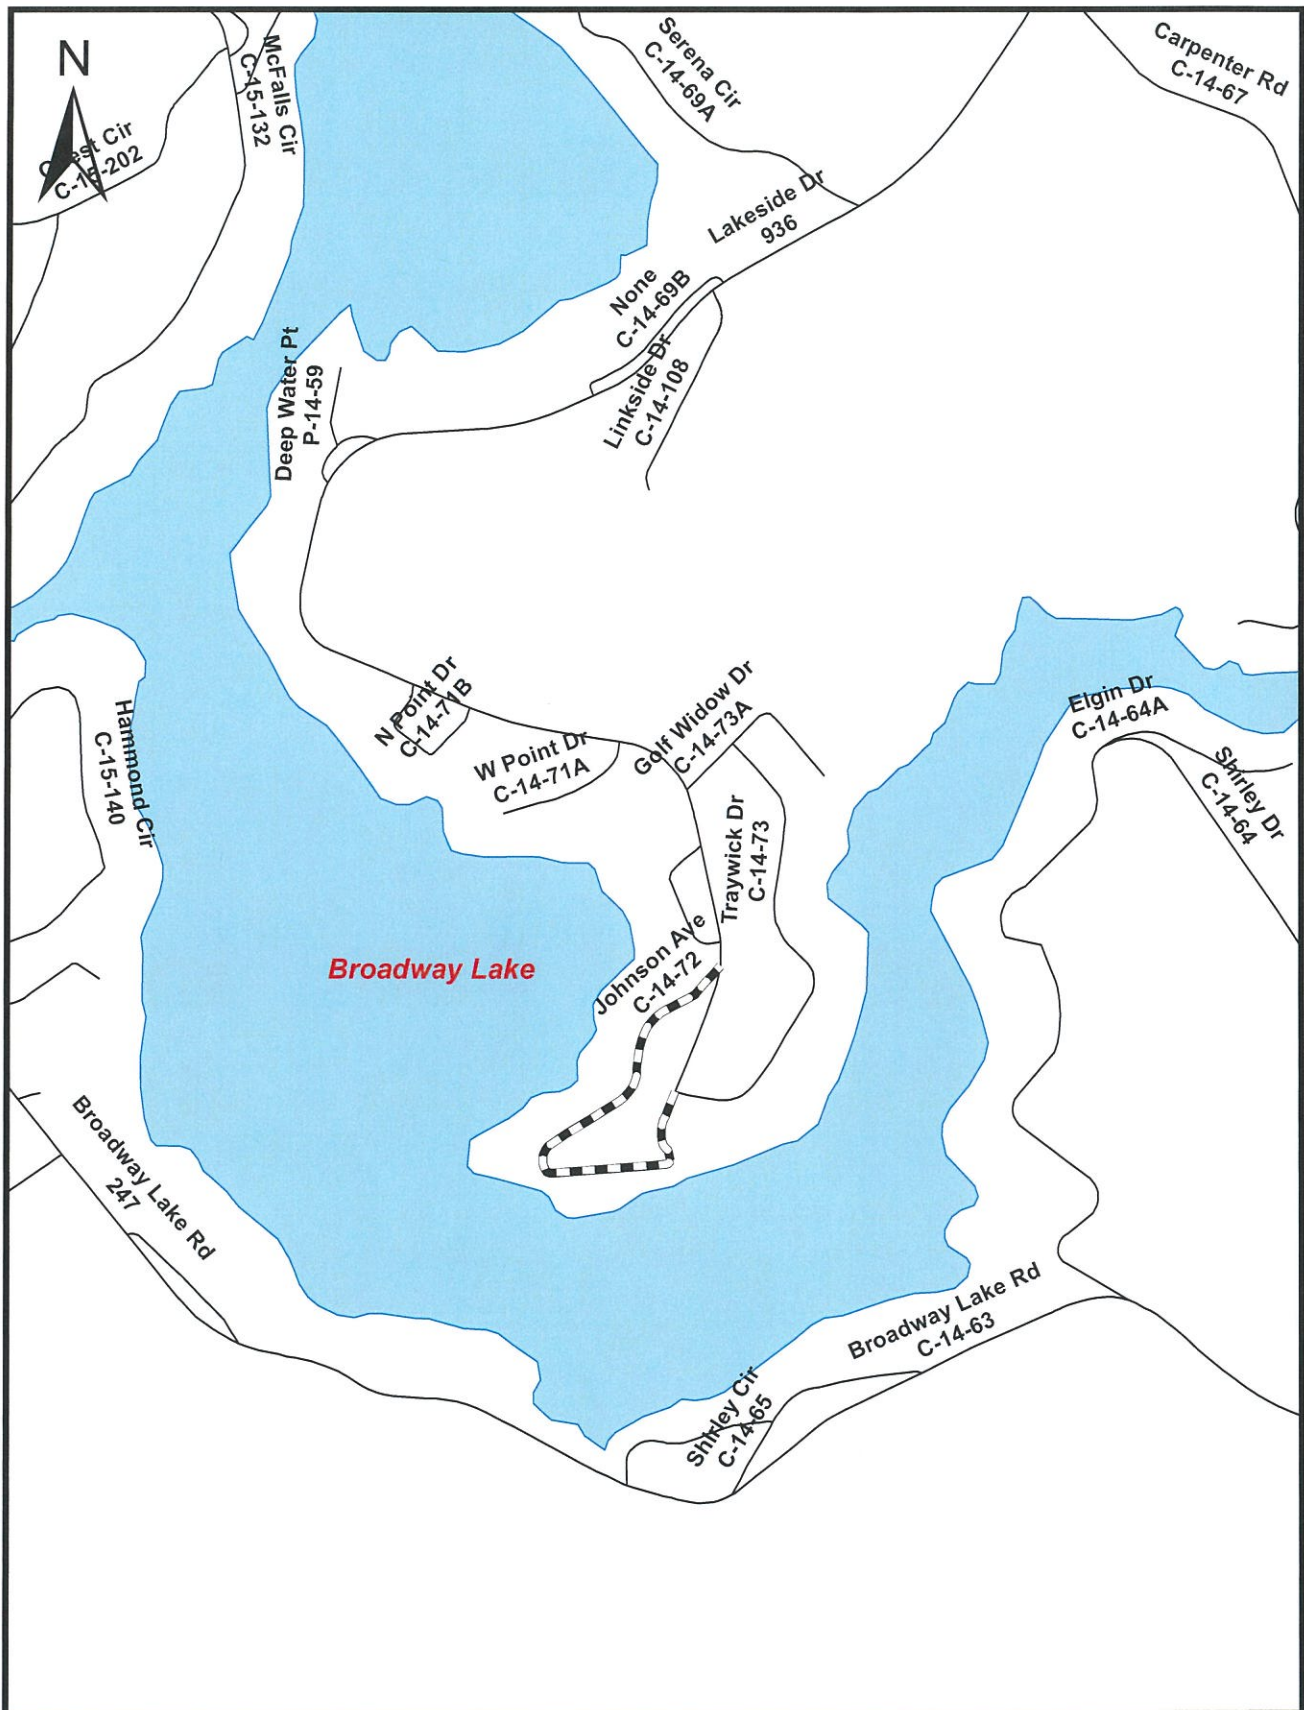 N
McFalls Cir
C-15-132
Serena Cir
C-14-69A
Carpenter Rd
C-14-67
Cir
C-15-202
Lakeside Dr
936
None
C-14-69B
Linkside Dr
C-14-108
Deep Water Pt
P-14-59
N Point Dr
C-14-71B
W Point Dr
C-14-71A
Golf Widow Dr
C-14-73A
Elgin Dr
C-14-64A
Shirley Dr
C-14-64
Hammond Cir
C-15-140
Traywick Dr
C-14-73
Johnson Ave
C-14-72
Broadway Lake
Broadway Lake Rd
247
Broadway Lake Rd
C-14-63
Shirley Cir
C-14-65